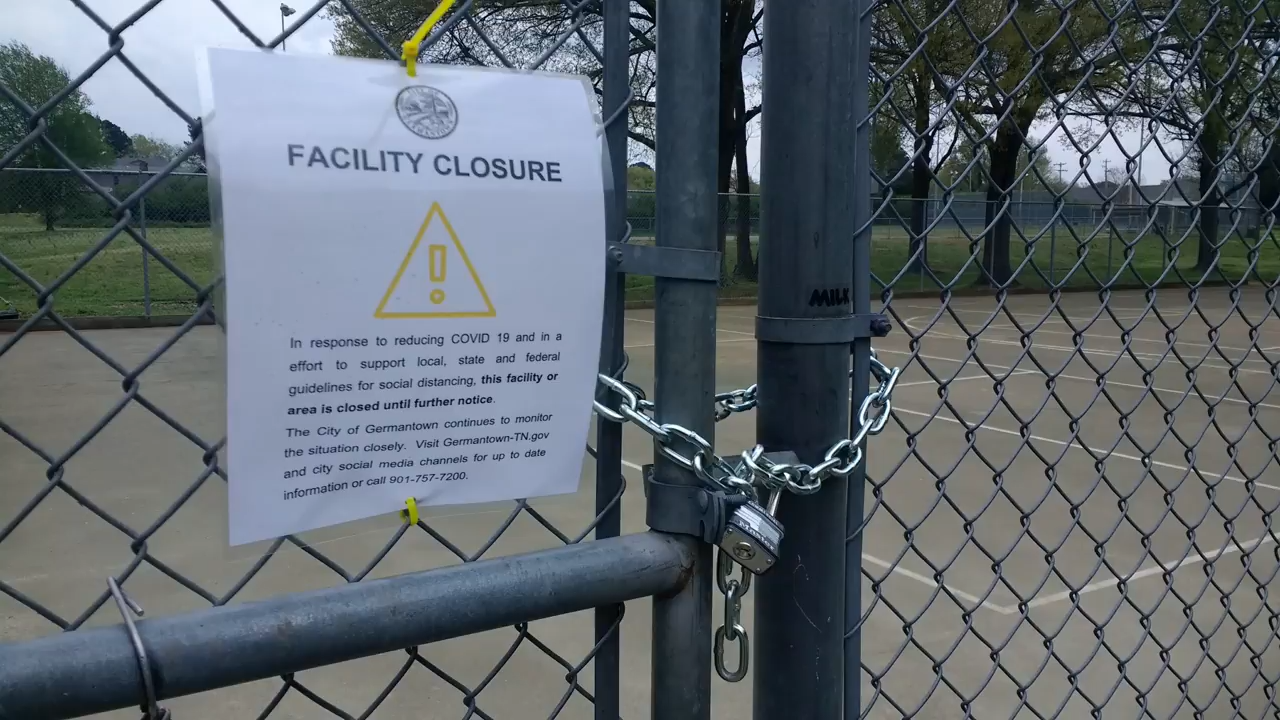 FACILITY CLOSURE
In response to reducing COVID 19 and in a
effort to support local, state and federal
guidelines for social distancing, this facility or
area is closed until further notice.
The City of Germantown continues to monitor
the situation closely. Visit Germantown-TN.gov
and city social media channels for up to date
information or call 901-757-7200.
MILK